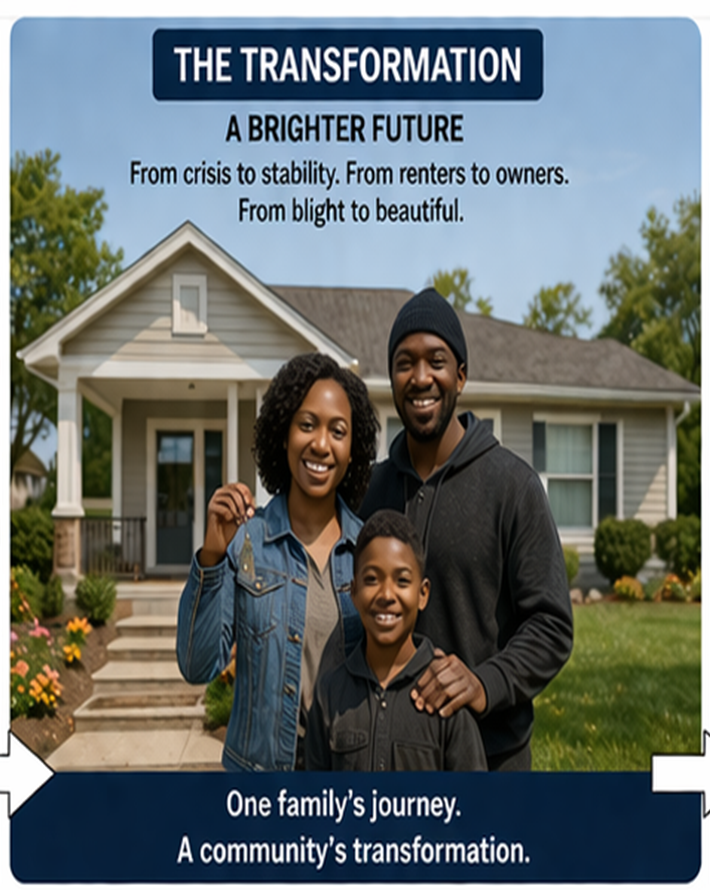 THE TRANSFORMATION
A BRIGHTER FUTURE
From crisis to stability. From renters to owners.
From blight to beautiful.
One family's journey.
A community's transformation.